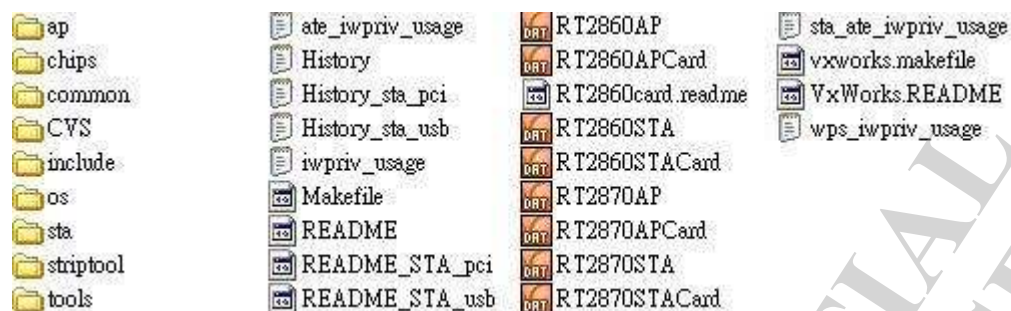 ap
chips
common
CVS
include
os
sta
striptool
tools
ate_iwpriv_usage
History
History_sta_pci
History_sta_usb
iwpriv_usage
Makefile
README
README_STA_pci
README_STA_usb
RT2860AP
RT2860APCard
RT2860card.readme
RT2860STA
RT2860STACard
RT2870AP
RT2870APCard
RT2870STA
RT2870STACard
sta_ate_iwpriv_usage
vxworks.makefile
VxWorks.README
wps_iwpriv_usage